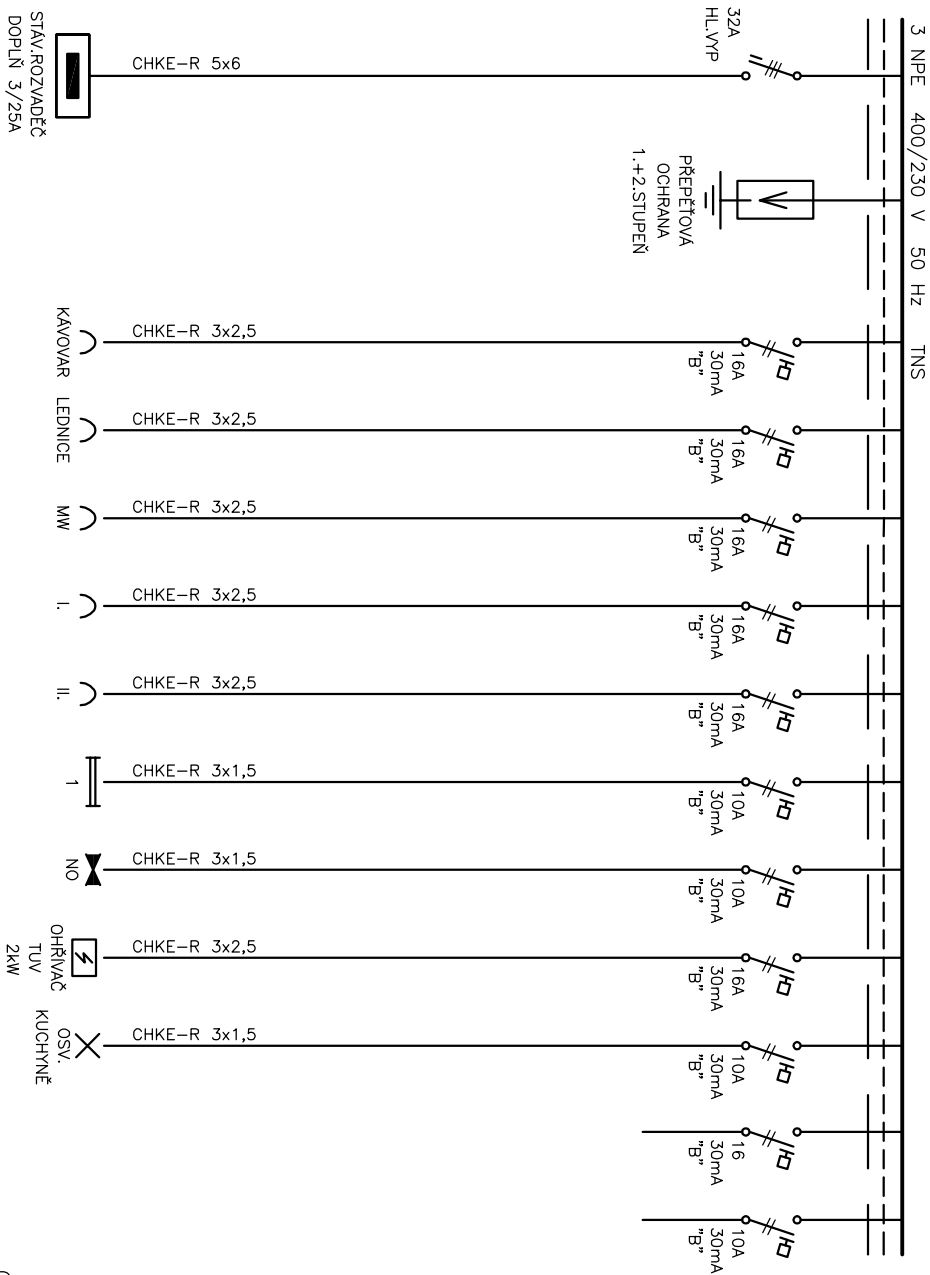 3 NPE 400/230 V 50 Hz TNS
32A
HL.VYP
CHKE-R 5x6
STÁV.ROZVADĚČ
DOPLŇ 3/25A
PŘEPĚŤOVÁ
OCHRANA
1.+2.STUPEŇ
16A
30mA
"B"
CHKE-R 3x2,5
KÁVOVAR
16A
30mA
"B"
CHKE-R 3x2,5
LEDNICE
16A
30mA
"B"
CHKE-R 3x2,5
MW
16A
30mA
"B"
CHKE-R 3x2,5
I.
16A
30mA
"B"
CHKE-R 3x2,5
II.
10A
30mA
"B"
CHKE-R 3x1,5
1
10A
30mA
"B"
CHKE-R 3x1,5
NO
16A
30mA
"B"
CHKE-R 3x2,5
OHŘÍVAČ
TUV
2kW
10A
30mA
"B"
CHKE-R 3x1,5
OSV.
KUCHYNĚ
16
30mA
"B"
10A
30mA
"B"